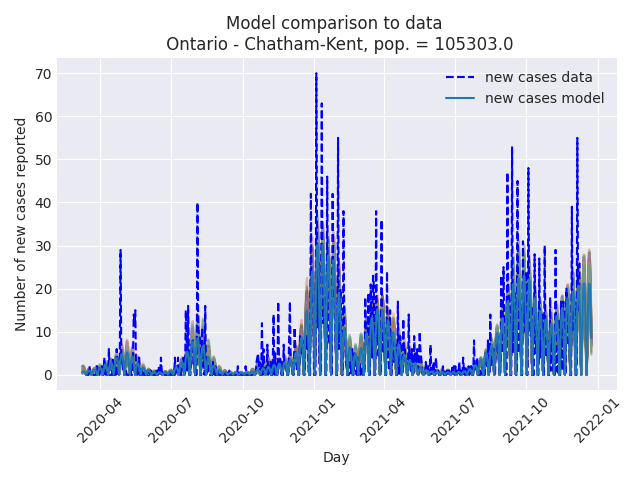 Model comparison to data
Ontario - Chatham-Kent, pop. = 105303.0
new cases data
new cases model
Number of new cases reported
70
60
50
40
30
20
10
0
2020-04
2020-07
2020-10
2021-01
2021-04
2021-07
2021-10
2022-01
Day